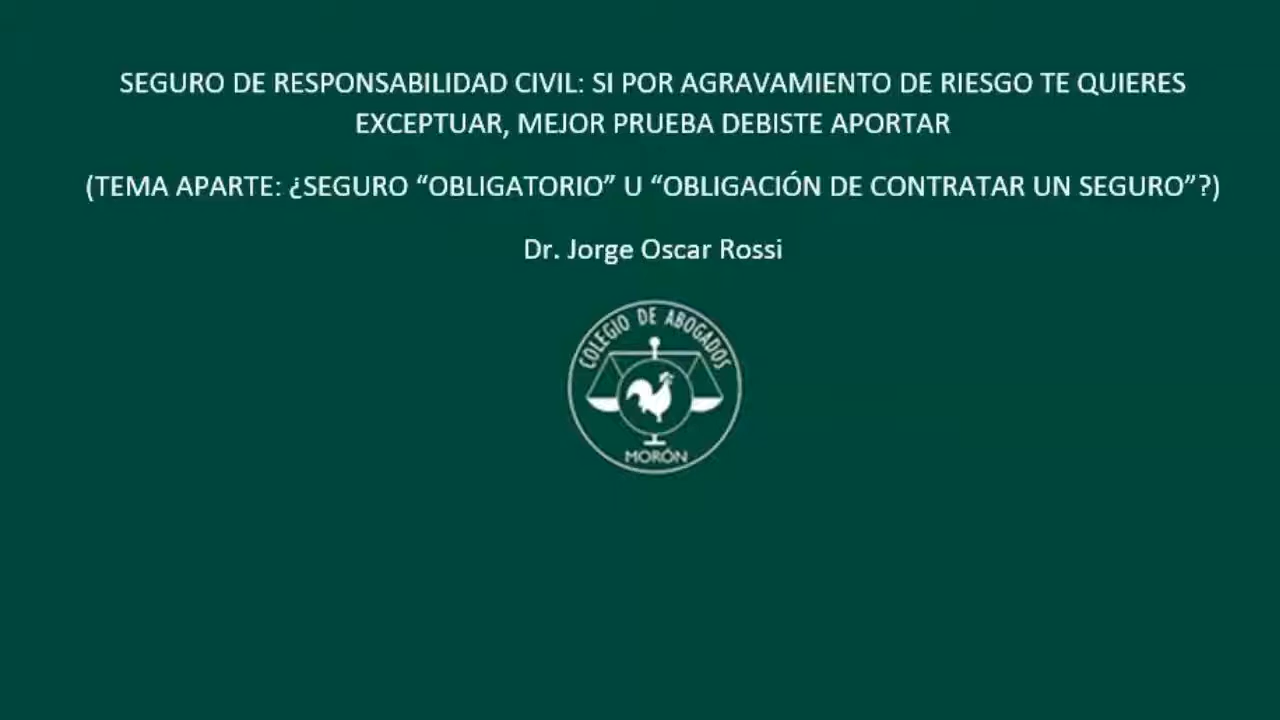 SEGURO DE RESPONSABILIDAD CIVIL: SI POR AGRAVAMIENTO DE RIESGO TE QUIERES
EXCEPTUAR, MEJOR PRUEBA DEBISTE APORTAR
(TEMA APARTE: ¿SEGURO “OBLIGATORIO” U “OBLIGACIÓN DE CONTRATAR UN SEGURO”?)
Dr. Jorge Oscar Rossi
COLEGIO DE ABOGADOS
MORÓN